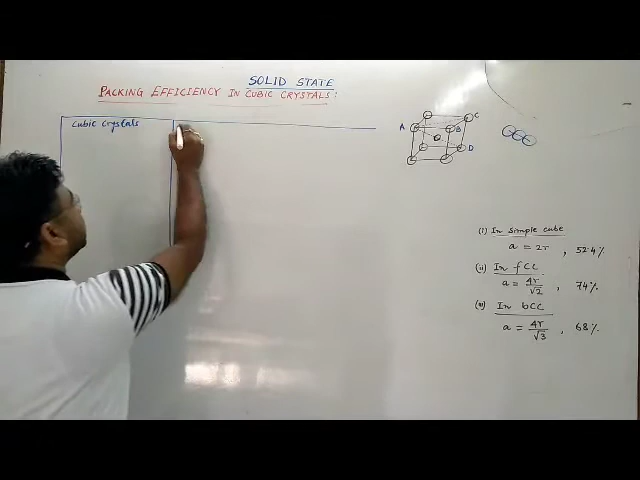 SOLID STATE
PACKING EFFICIENCY IN CUBIC CRYSTALS :
Cubic Crystals
A
B
C
D
(i) In simple cube
a = 2r , 52.4%
(ii) In fCC
a = 4r/√2 , 74%
(iii) In bCC
a = 4r/√3 , 68%